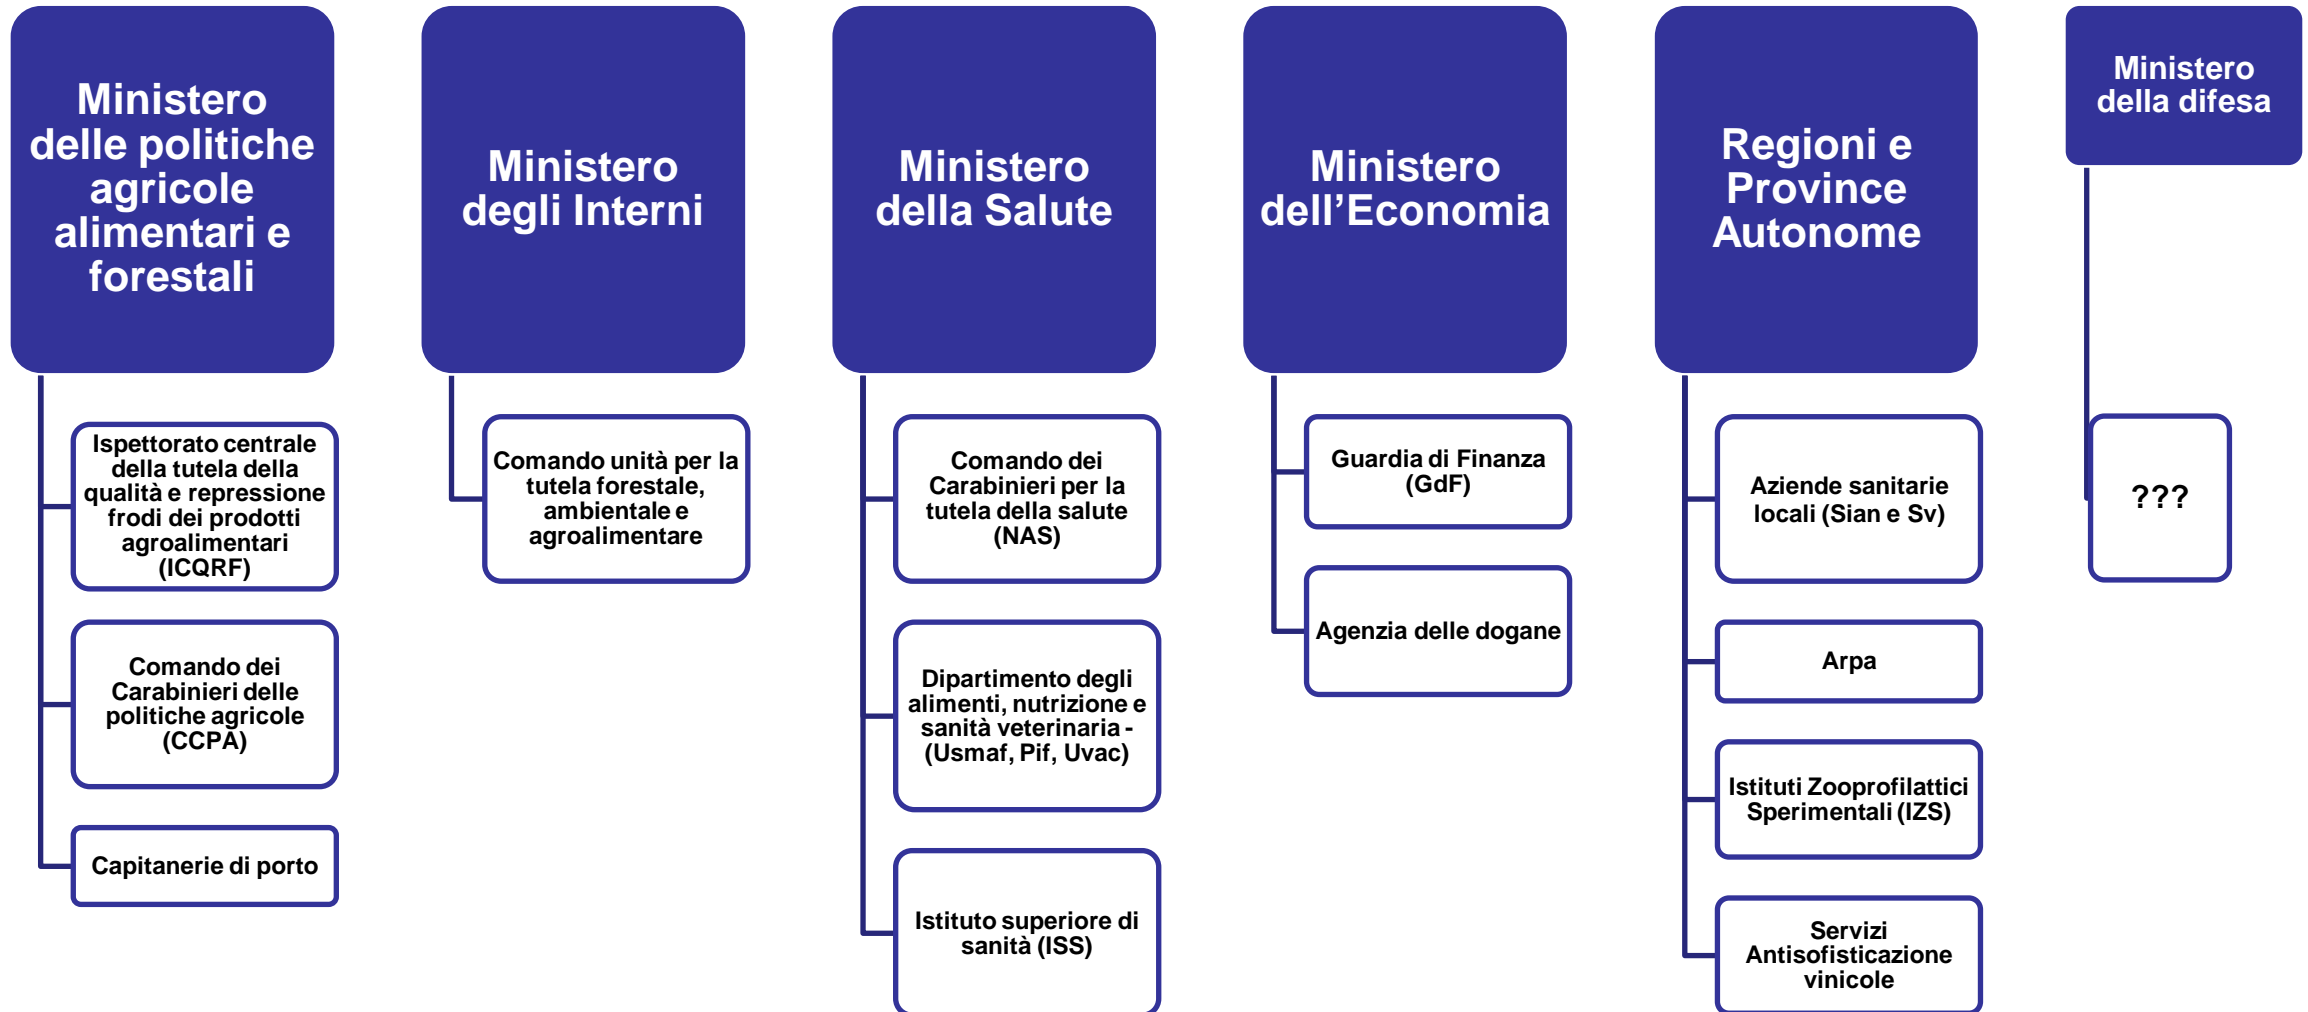 Ministero
delle politiche
agricole
alimentari e
forestali
Ispettorato centrale
della tutela della
qualità e repressione
frodi dei prodotti
agroalimentari
(ICQRF)
Comando dei
Carabinieri delle
politiche agricole
(CCPA)
Capitanerie di porto
Ministero
degli Interni
Comando unità per la
tutela forestale,
ambientale e
agroalimentare
Ministero
della Salute
Comando dei
Carabinieri per la
tutela della salute
(NAS)
Dipartimento degli
alimenti, nutrizione e
sanità veterinaria -
(Usmaf, Pif, Uvac)
Istituto superiore di
sanità (ISS)
Ministero
dell’Economia
Guardia di Finanza
(GdF)
Agenzia delle dogane
Regioni e
Province
Autonome
Aziende sanitarie
locali (Sian e Sv)
Arpa
Istituti Zooprofilattici
Sperimentali (IZS)
Servizi
Antisofisticazione
vinicole
Ministero
della difesa
???